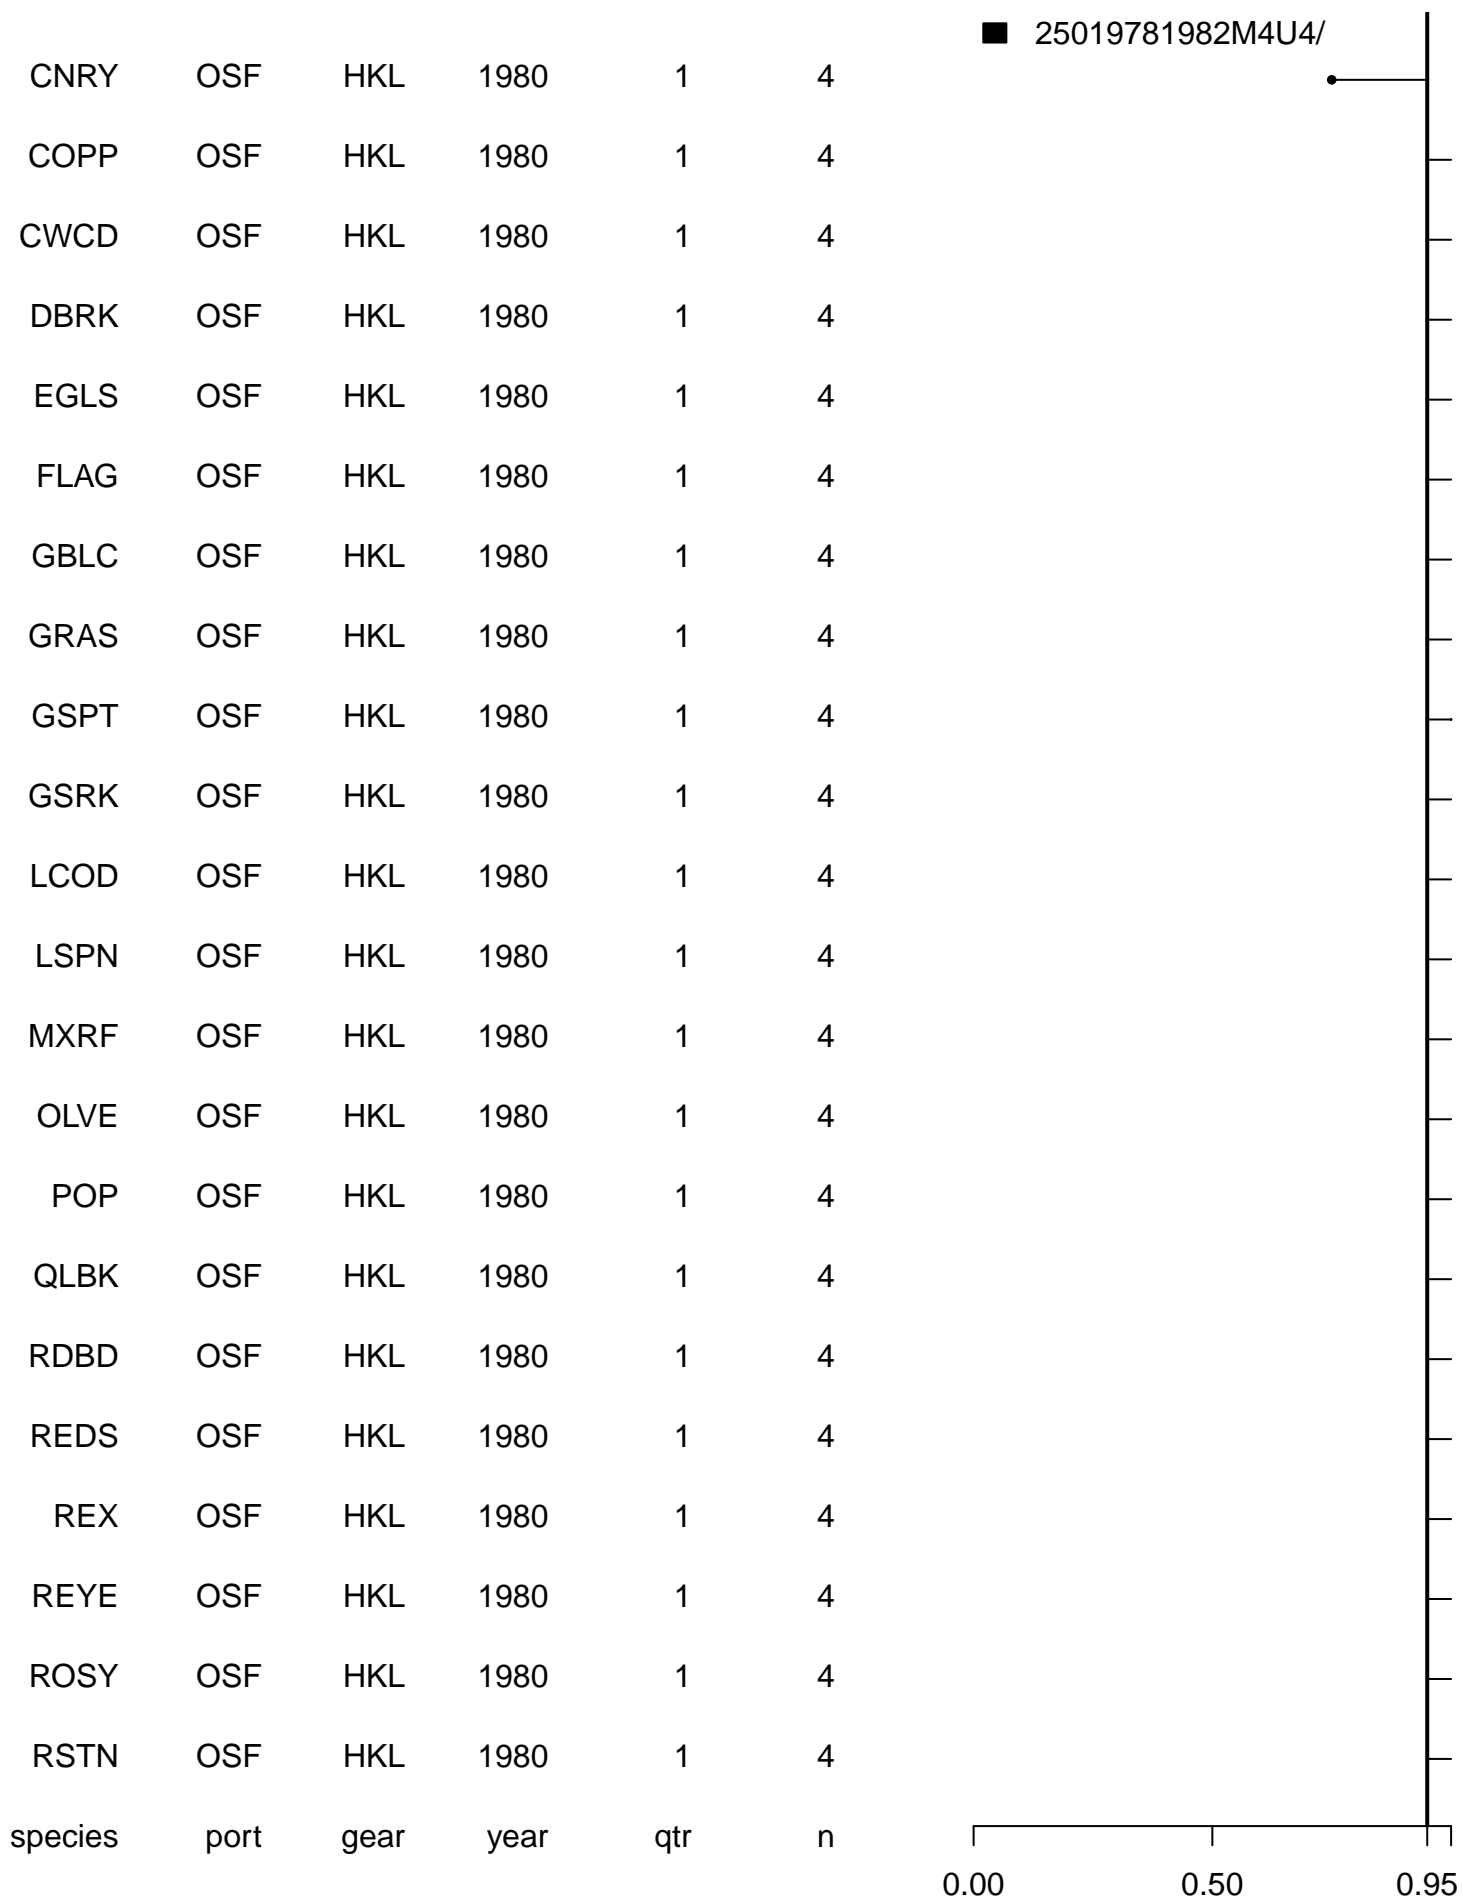 25019781982M4U4/
CNRY OSF HKL 1980 1 4
COPP OSF HKL 1980 1 4
CWCD OSF HKL 1980 1 4
DBRK OSF HKL 1980 1 4
EGLS OSF HKL 1980 1 4
FLAG OSF HKL 1980 1 4
GBLC OSF HKL 1980 1 4
GRAS OSF HKL 1980 1 4
GSPT OSF HKL 1980 1 4
GSRK OSF HKL 1980 1 4
LCOD OSF HKL 1980 1 4
LSPN OSF HKL 1980 1 4
MXRF OSF HKL 1980 1 4
OLVE OSF HKL 1980 1 4
POP OSF HKL 1980 1 4
QLBK OSF HKL 1980 1 4
RDBD OSF HKL 1980 1 4
REDS OSF HKL 1980 1 4
REX OSF HKL 1980 1 4
REYE OSF HKL 1980 1 4
ROSY OSF HKL 1980 1 4
RSTN OSF HKL 1980 1 4
species port gear year qtr n
0.00 0.50 0.95